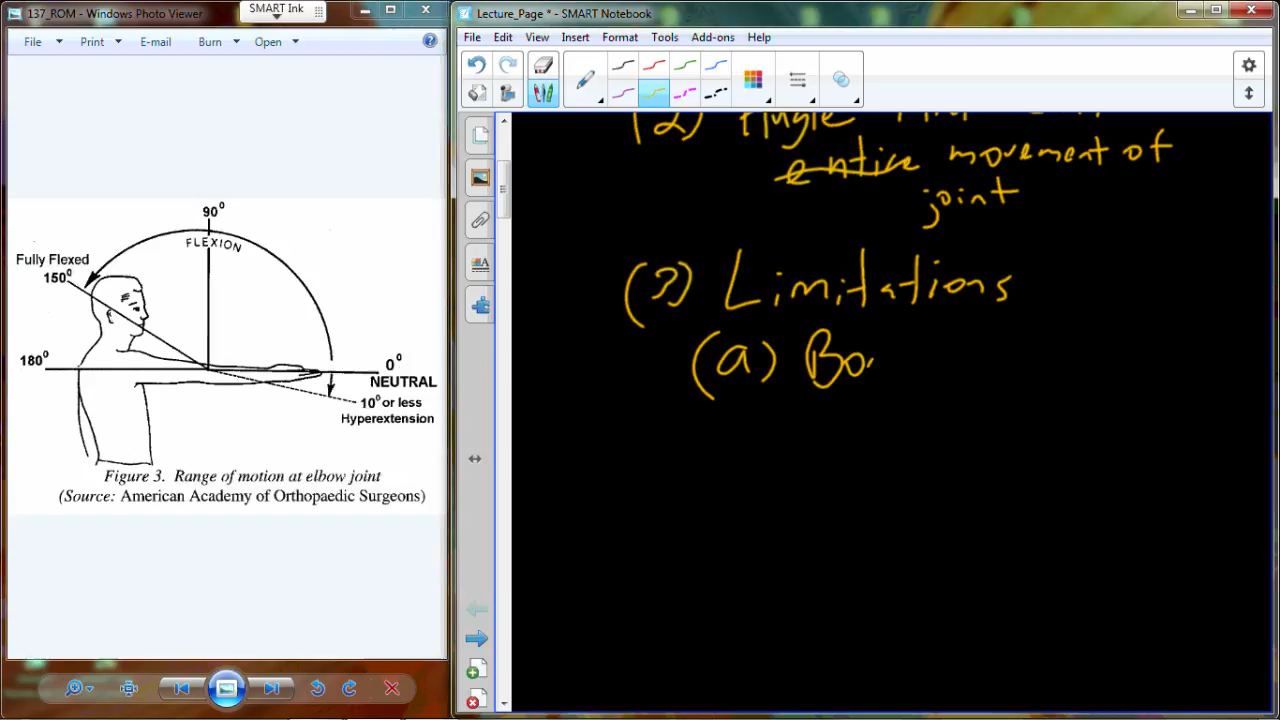 137_ROM - Windows Photo Viewer
SMART Ink
File Print E-mail Burn Open
90°
FLEXION
Fully Flexed
150°
180°
0°
NEUTRAL
10° or less
Hyperextension
Figure 3. Range of motion at elbow joint
(Source: American Academy of Orthopaedic Surgeons)
Lecture_Page * - SMART Notebook
File Edit View Insert Format Tools Add-ons Help
(2) Angle
entire movement of
joint
(3) Limitations
(a) Bo